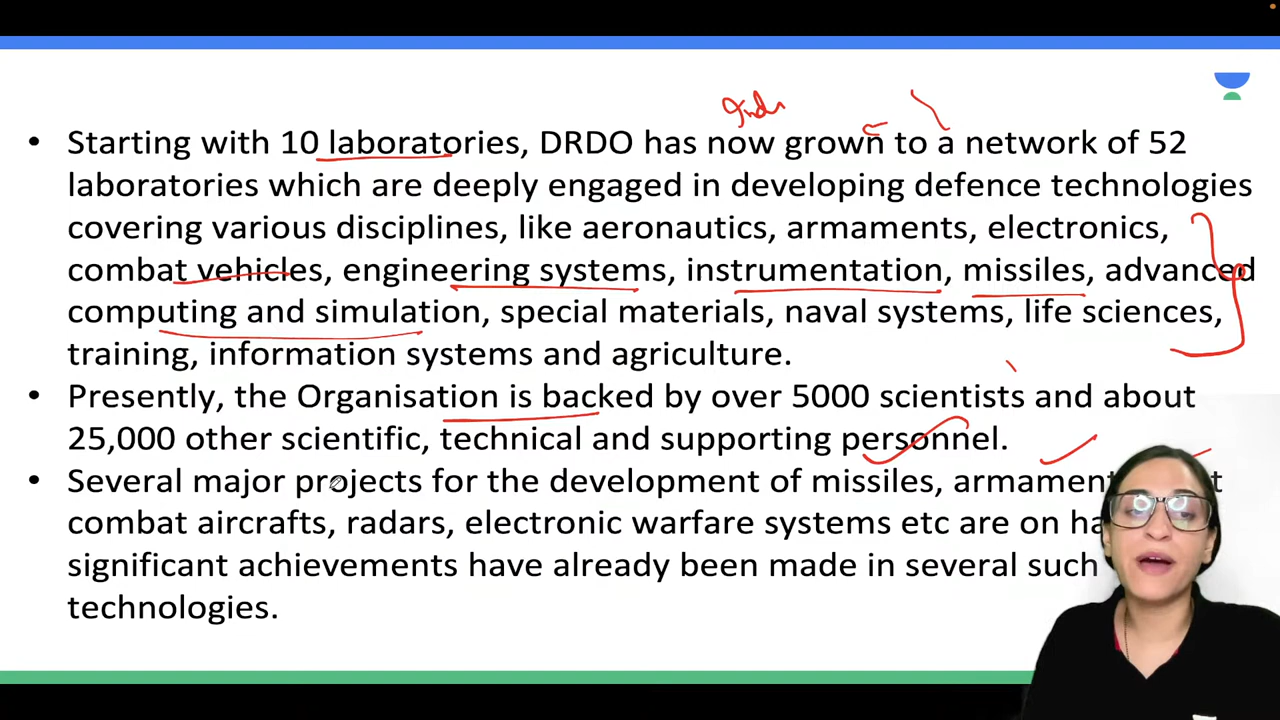 • Starting with 10 laboratories, DRDO has now grown to a network of 52
laboratories which are deeply engaged in developing defence technologies
covering various disciplines, like aeronautics, armaments, electronics,
combat vehicles, engineering systems, instrumentation, missiles, advanced
computing and simulation, special materials, naval systems, life sciences,
training, information systems and agriculture.
• Presently, the Organisation is backed by over 5000 scientists and about
25,000 other scientific, technical and supporting personnel.
• Several major projects for the development of missiles,
combat aircrafts, radars, electronic warfare systems etc are on
significant achievements have already been made in several such
technologies.